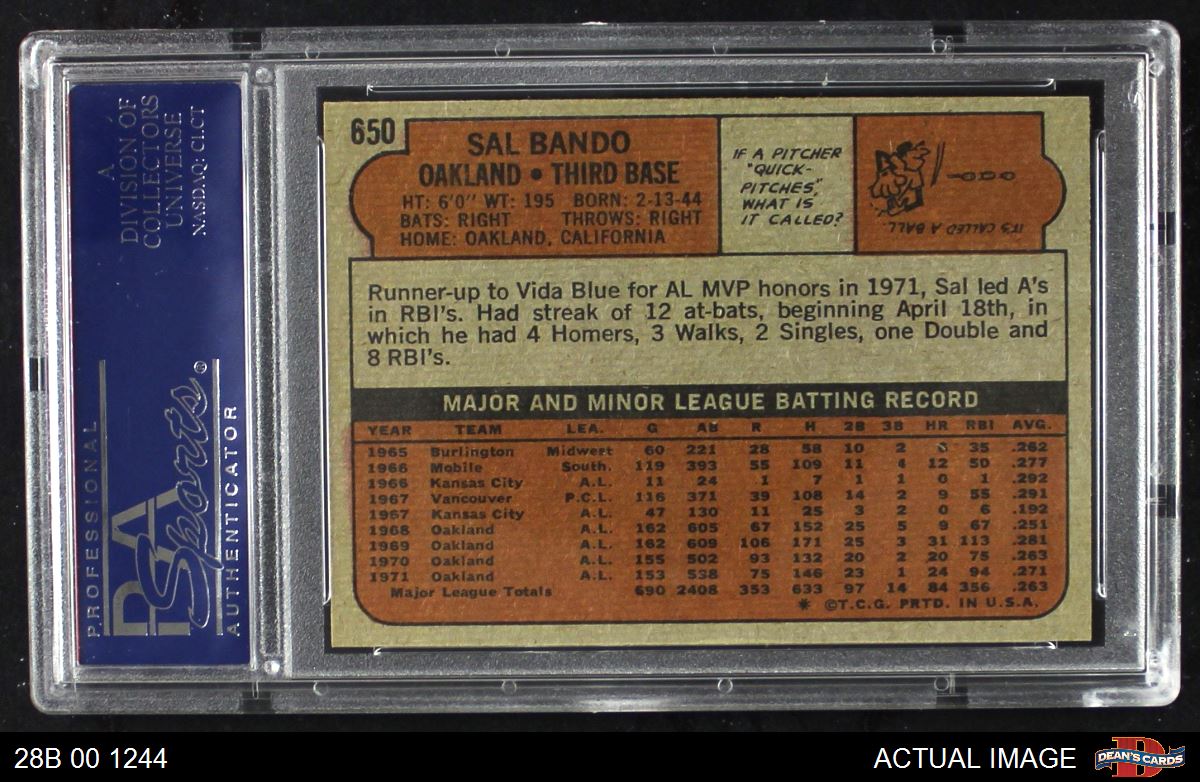 A
DIVISION OF
COLLECTORS
UNIVERSE
NASDAQ: CLCT
PROFESSIONAL
PSA
Sports®
AUTHENTICATOR
650
SAL BANDO
OAKLAND • THIRD BASE
HT: 6'0" WT: 195 BORN: 2-13-44
BATS: RIGHT THROWS: RIGHT
HOME: OAKLAND, CALIFORNIA
IF A PITCHER
"QUICK-
PITCHES,"
WHAT IS
IT CALLED?
IT'S CALLED A BALL
Runner-up to Vida Blue for AL MVP honors in 1971, Sal led A's
in RBI's. Had streak of 12 at-bats, beginning April 18th, in
which he had 4 Homers, 3 Walks, 2 Singles, one Double and
8 RBI's.
MAJOR AND MINOR LEAGUE BATTING RECORD
YEAR TEAM LEA. G AB R H 2B 3B HR RBI AVG.
1965 Burlington Midwest 60 221 28 58 10 2 35 .262
1966 Mobile South. 119 393 55 109 11 4 12 50 .277
1966 Kansas City A.L. 11 24 1 7 1 1 0 1 .292
1967 Vancouver P.C.L. 116 371 39 108 14 2 9 55 .291
1967 Kansas City A.L. 47 130 11 25 3 2 0 6 .192
1968 Oakland A.L. 162 605 67 152 25 5 9 67 .251
1969 Oakland A.L. 162 609 106 171 25 3 31 113 .281
1970 Oakland A.L. 155 502 93 132 20 2 20 75 .263
1971 Oakland A.L. 153 538 75 146 23 1 24 94 .271
Major League Totals 690 2408 353 633 97 14 84 356 .263
* ©T.C.G. PRTD. IN U.S.A.
28B 00 1244
ACTUAL IMAGE
D
DEAN'S CARDS